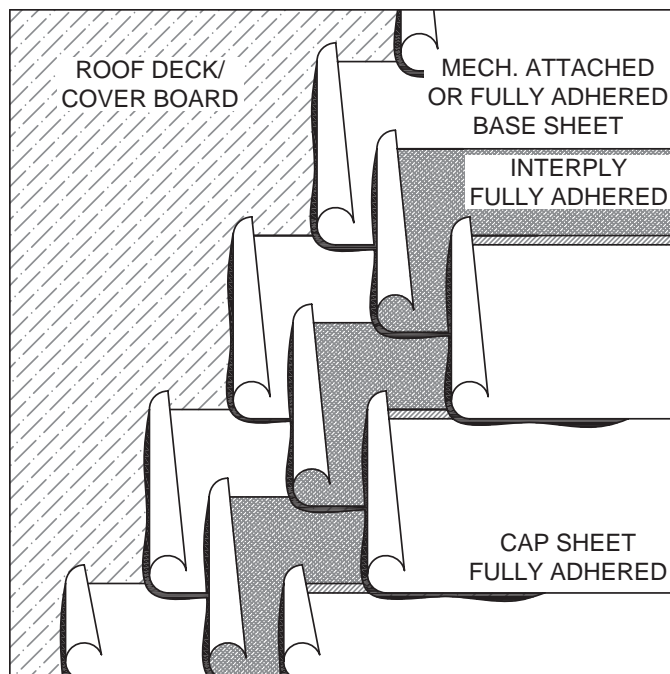 ROOF DECK/
COVER BOARD
MECH. ATTACHED
OR FULLY ADHERED
BASE SHEET
INTERPLY
FULLY ADHERED
CAP SHEET
FULLY ADHERED